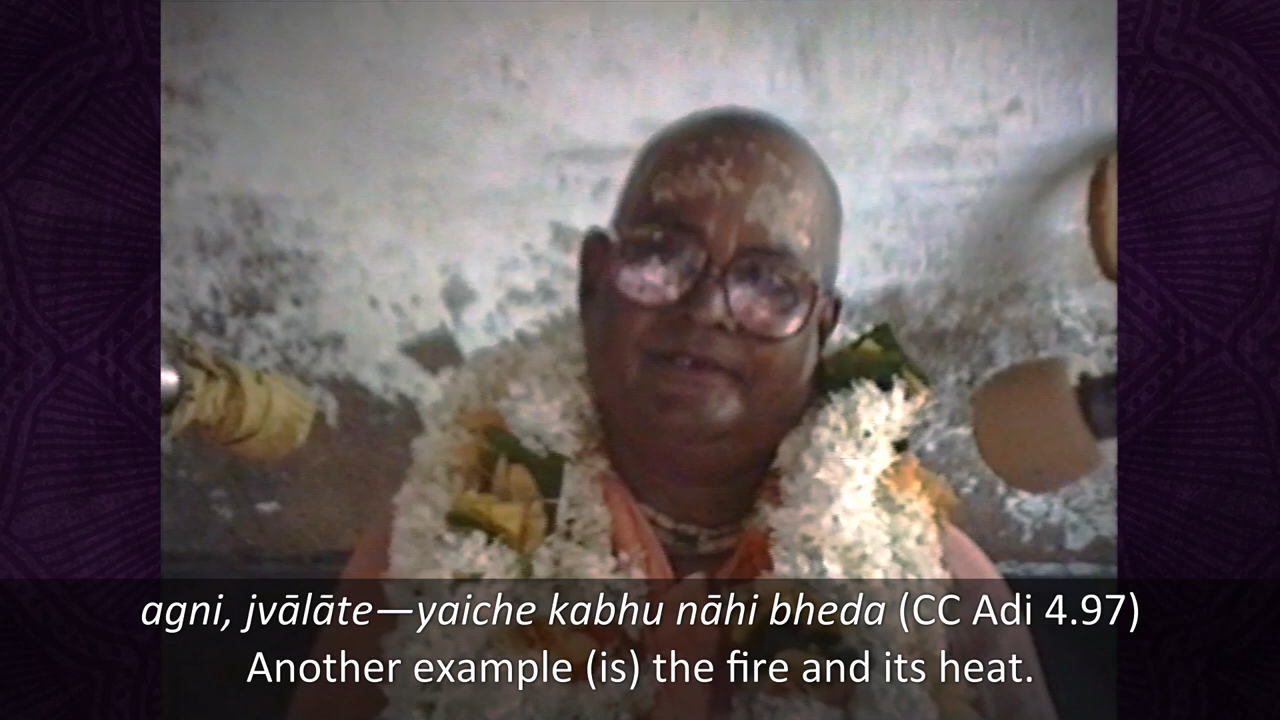 agni, jvālāte—yaiche kabhu nāhi bheda (CC Adi 4.97)
Another example (is) the fire and its heat.